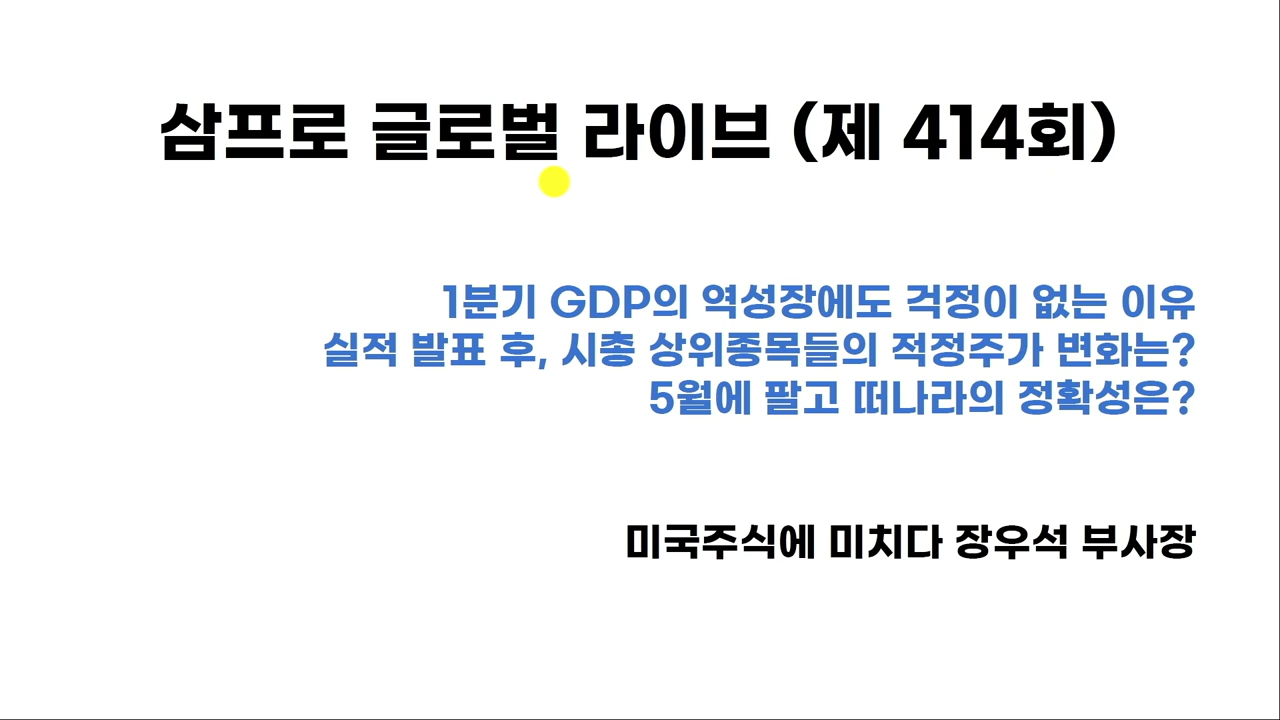 삼프로 글로벌 라이브 (제 414회)
1분기 GDP의 역성장에도 걱정이 없는 이유
실적 발표 후, 시총 상위종목들의 적정주가 변화는?
5월에 팔고 떠나라의 정확성은?
미국주식에 미치다 장우석 부사장